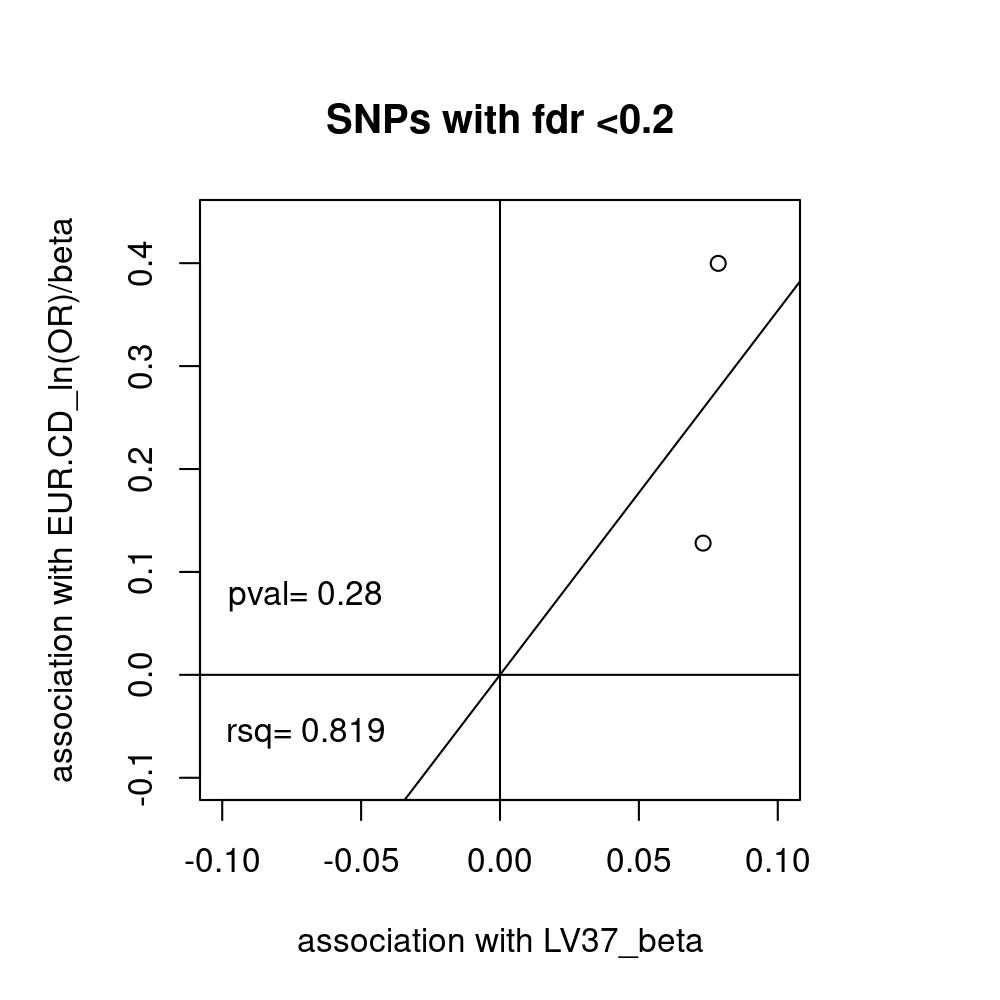 SNPs with fdr <0.2
association with EUR.CD_ln(OR)/beta
0.4
0.3
0.2
0.1
0.0
-0.1
pval= 0.28
rsq= 0.819
-0.10 -0.05 0.00 0.05 0.10
association with LV37_beta